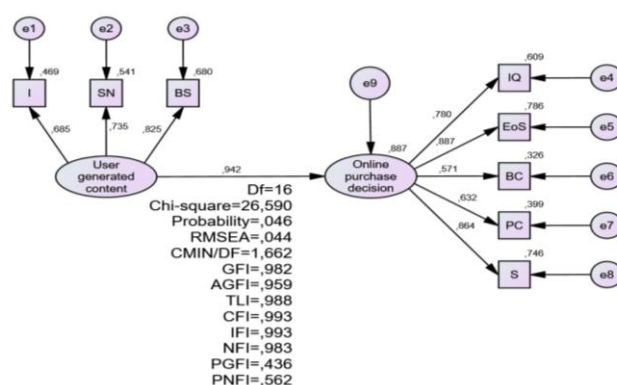 e1
e2
e3
,469
,541
,680
I
SN
BS
,685
,735
,825
User
generated
content
,942
e9
,887
Online
purchase
decision
,780
,887
,571
,632
,864
,609
IQ
e4
,786
EoS
e5
,326
BC
e6
,399
PC
e7
,746
S
e8
Df=16
Chi-square=26,590
Probability=,046
RMSEA=,044
CMIN/DF=1,662
GFI=,982
AGFI=,959
TLI=,988
CFI=,993
IFI=,993
NFI=,983
PGFI=,436
PNFI=,562